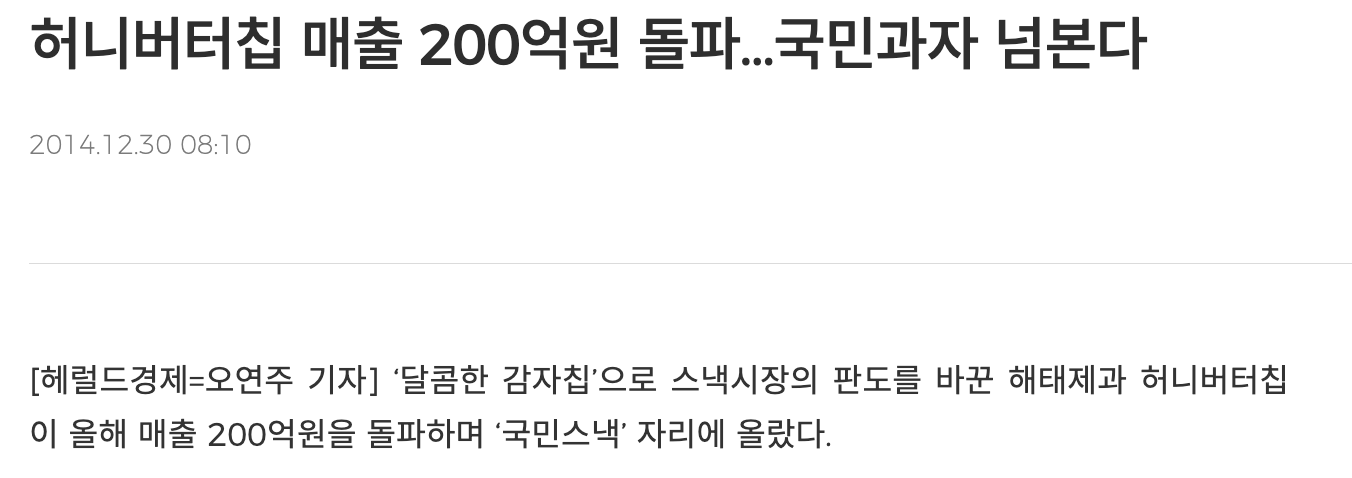 허니버터칩 매출 200억원 돌파...국민과자 넘본다
2014.12.30 08:10
[헤럴드경제=오연주 기자] ‘달콤한 감자칩’으로 스낵시장의 판도를 바꾼 해태제과 허니버터칩
이 올해 매출 200억원을 돌파하며 ‘국민스낵’ 자리에 올랐다.